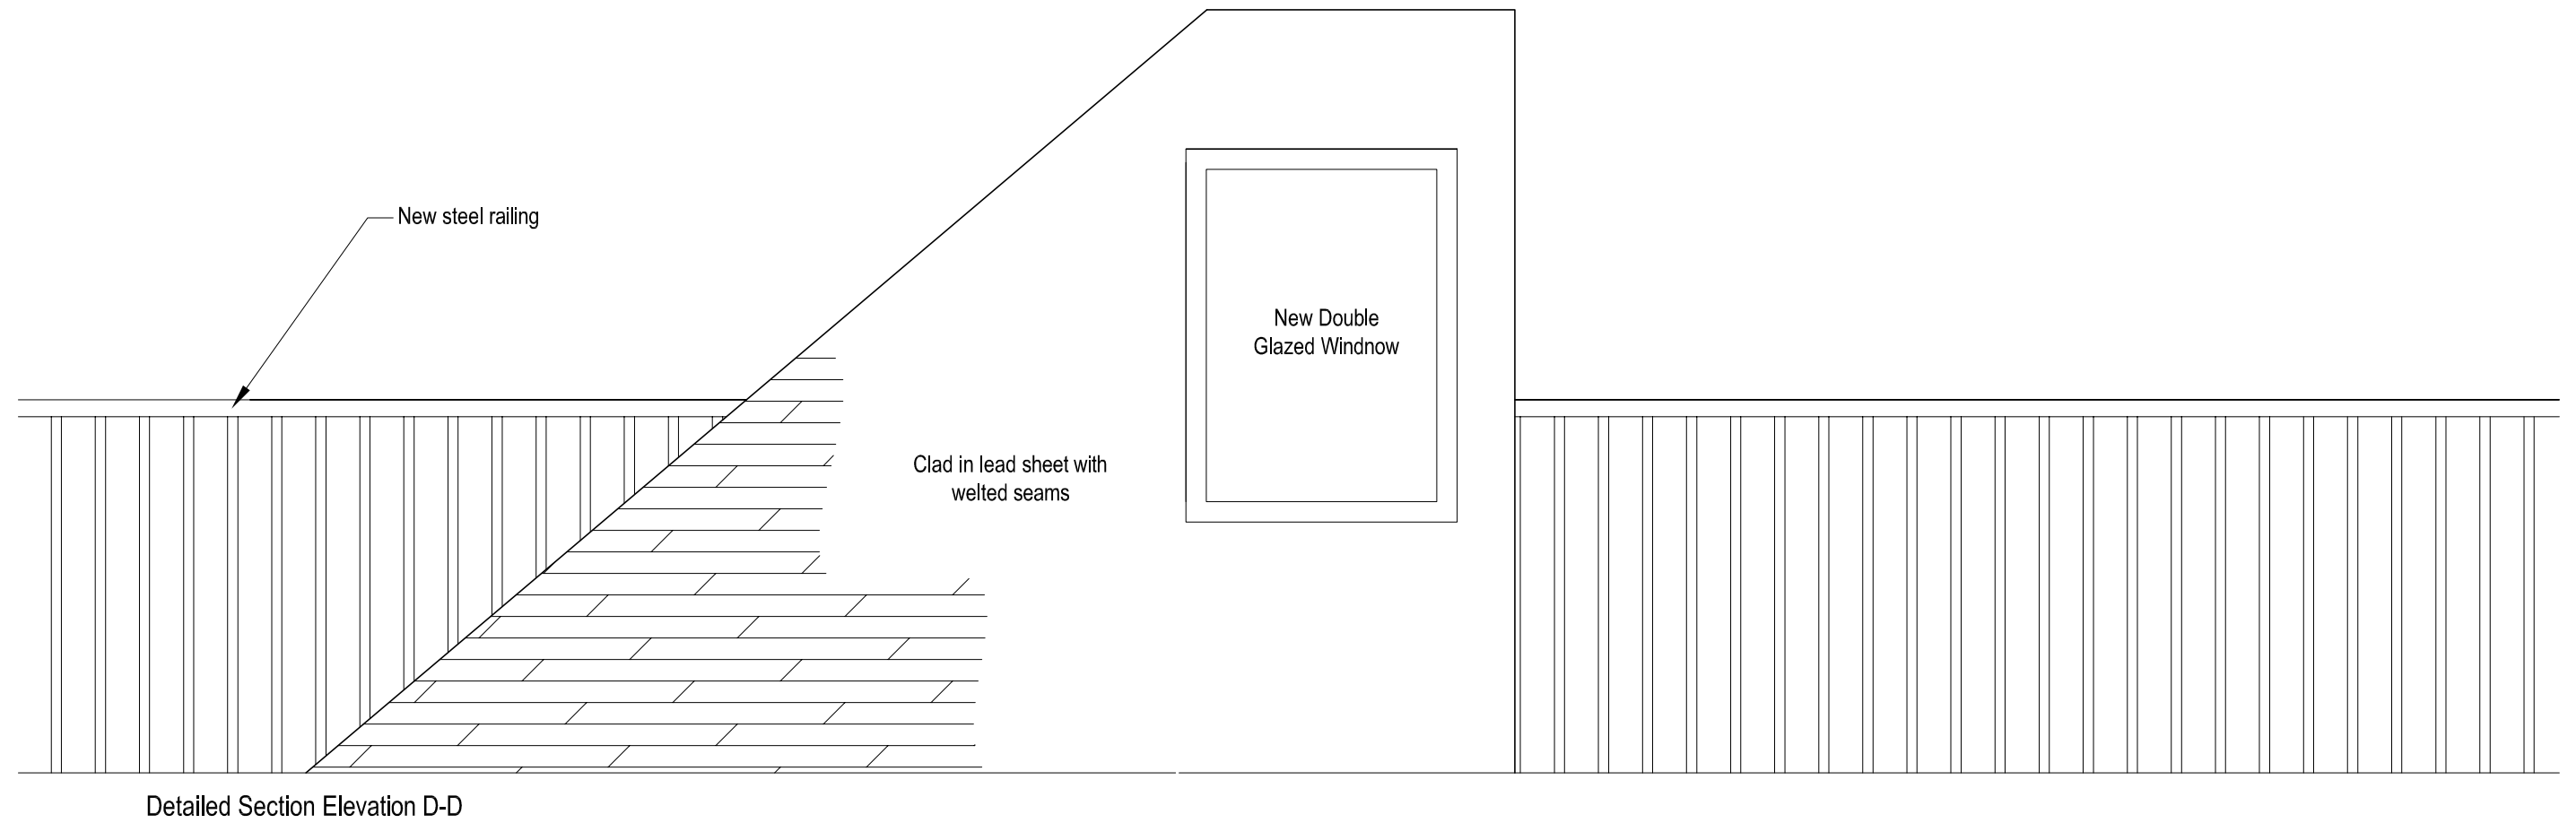 New steel railing
New Double
Glazed Windnow
Clad in lead sheet with
welted seams
Detailed Section Elevation D-D